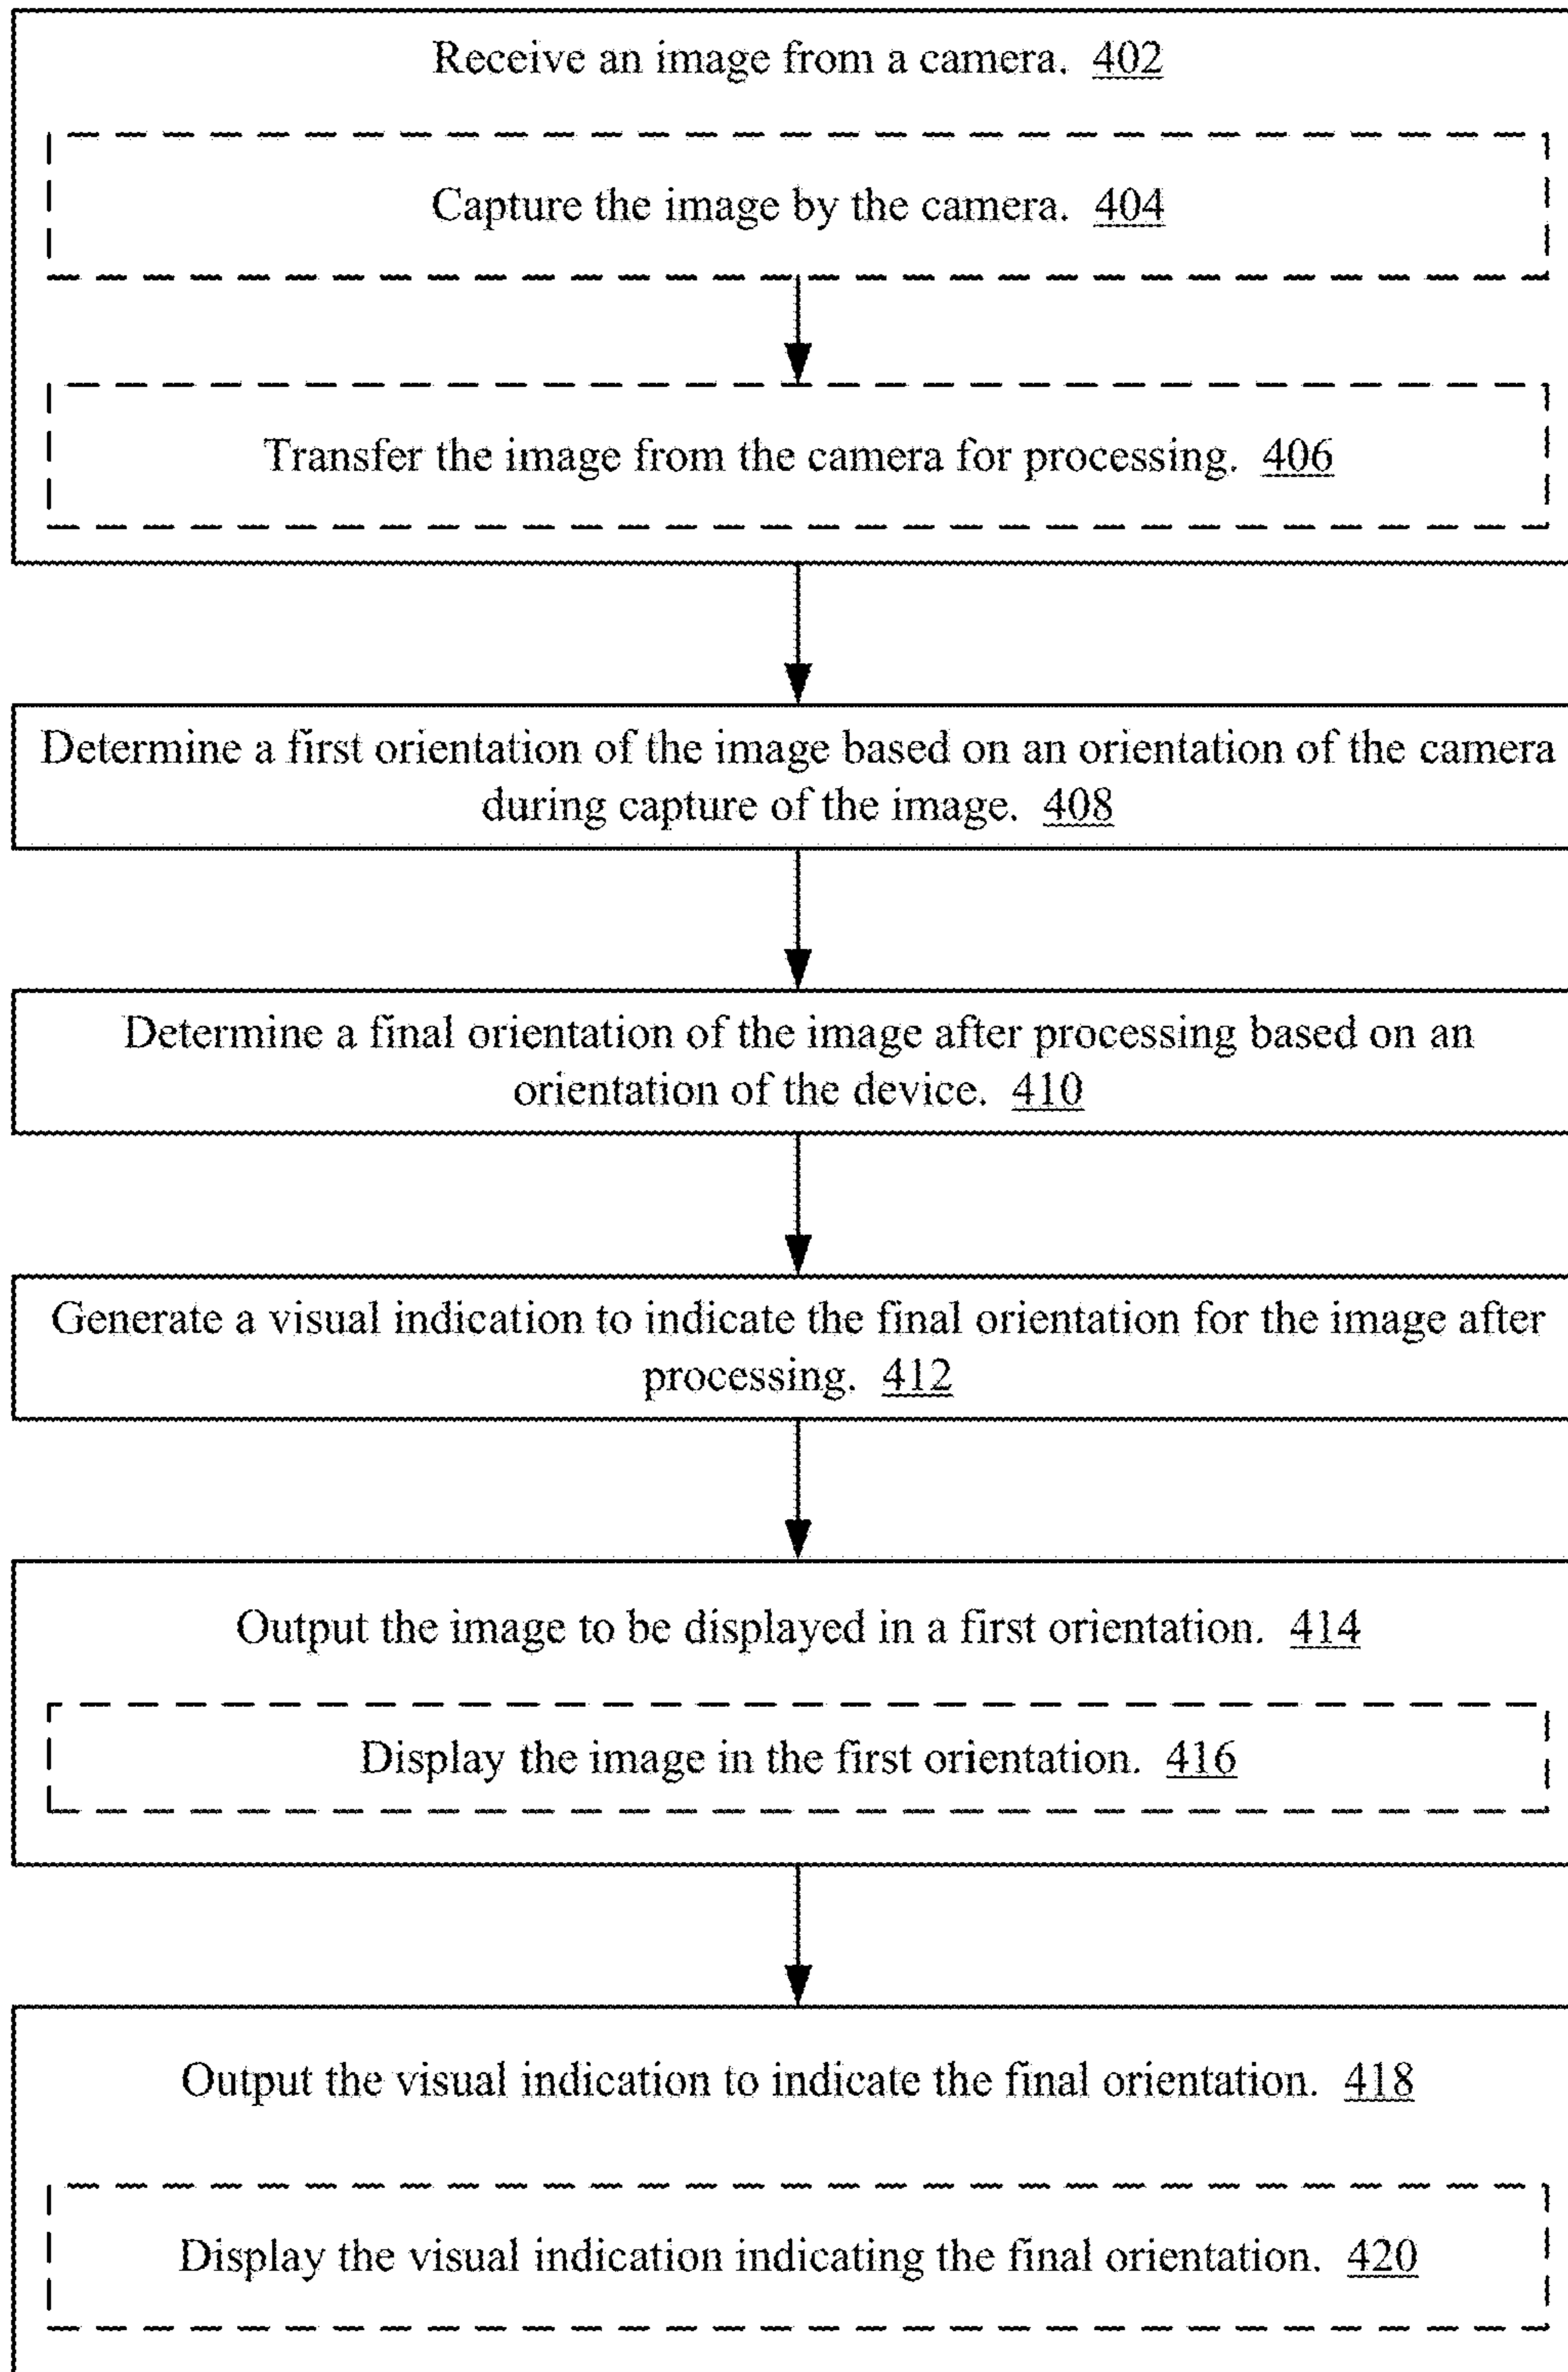 Receive an image from a camera. 402
Capture the image by the camera. 404
Transfer the image from the camera for processing. 406
Determine a first orientation of the image based on an orientation of the camera
during capture of the image. 408
Determine a final orientation of the image after processing based on an
orientation of the device. 410
Generate a visual indication to indicate the final orientation for the image after
processing. 412
Output the image to be displayed in a first orientation. 414
Display the image in the first orientation. 416
Output the visual indication to indicate the final orientation. 418
Display the visual indication indicating the final orientation. 420